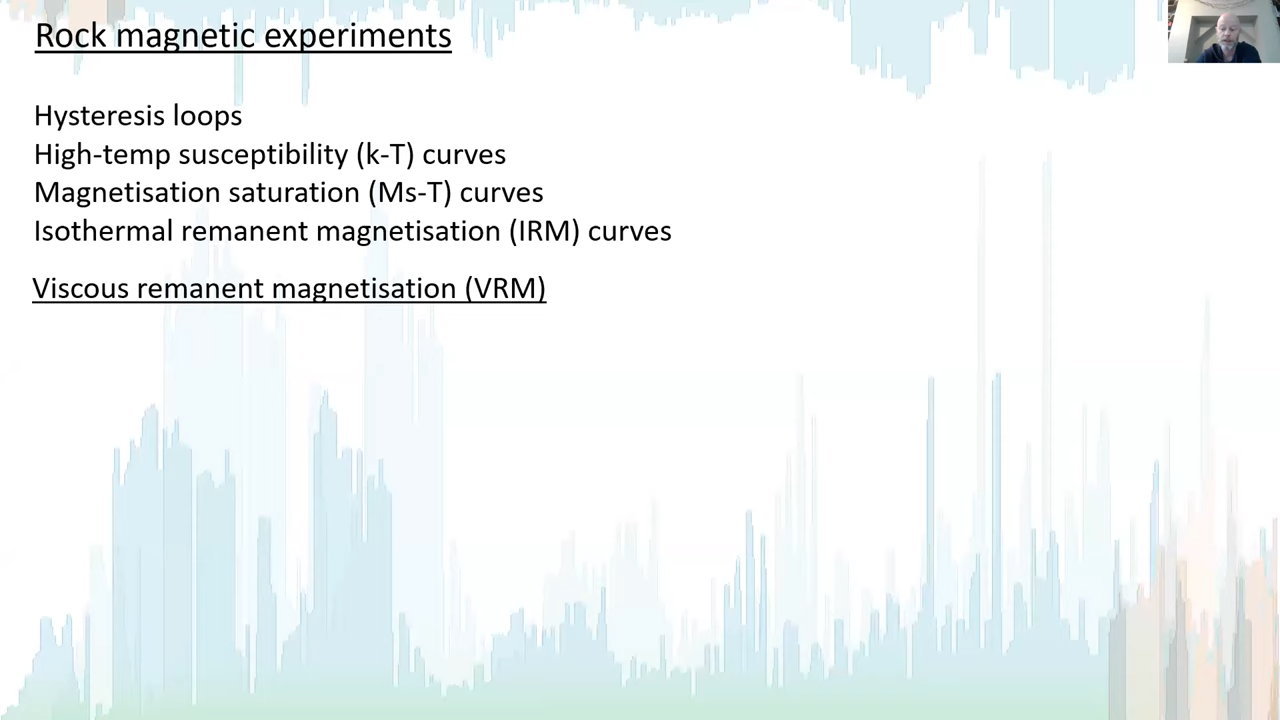 Rock magnetic experiments
Hysteresis loops
High-temp susceptibility (k-T) curves
Magnetisation saturation (Ms-T) curves
Isothermal remanent magnetisation (IRM) curves
Viscous remanent magnetisation (VRM)